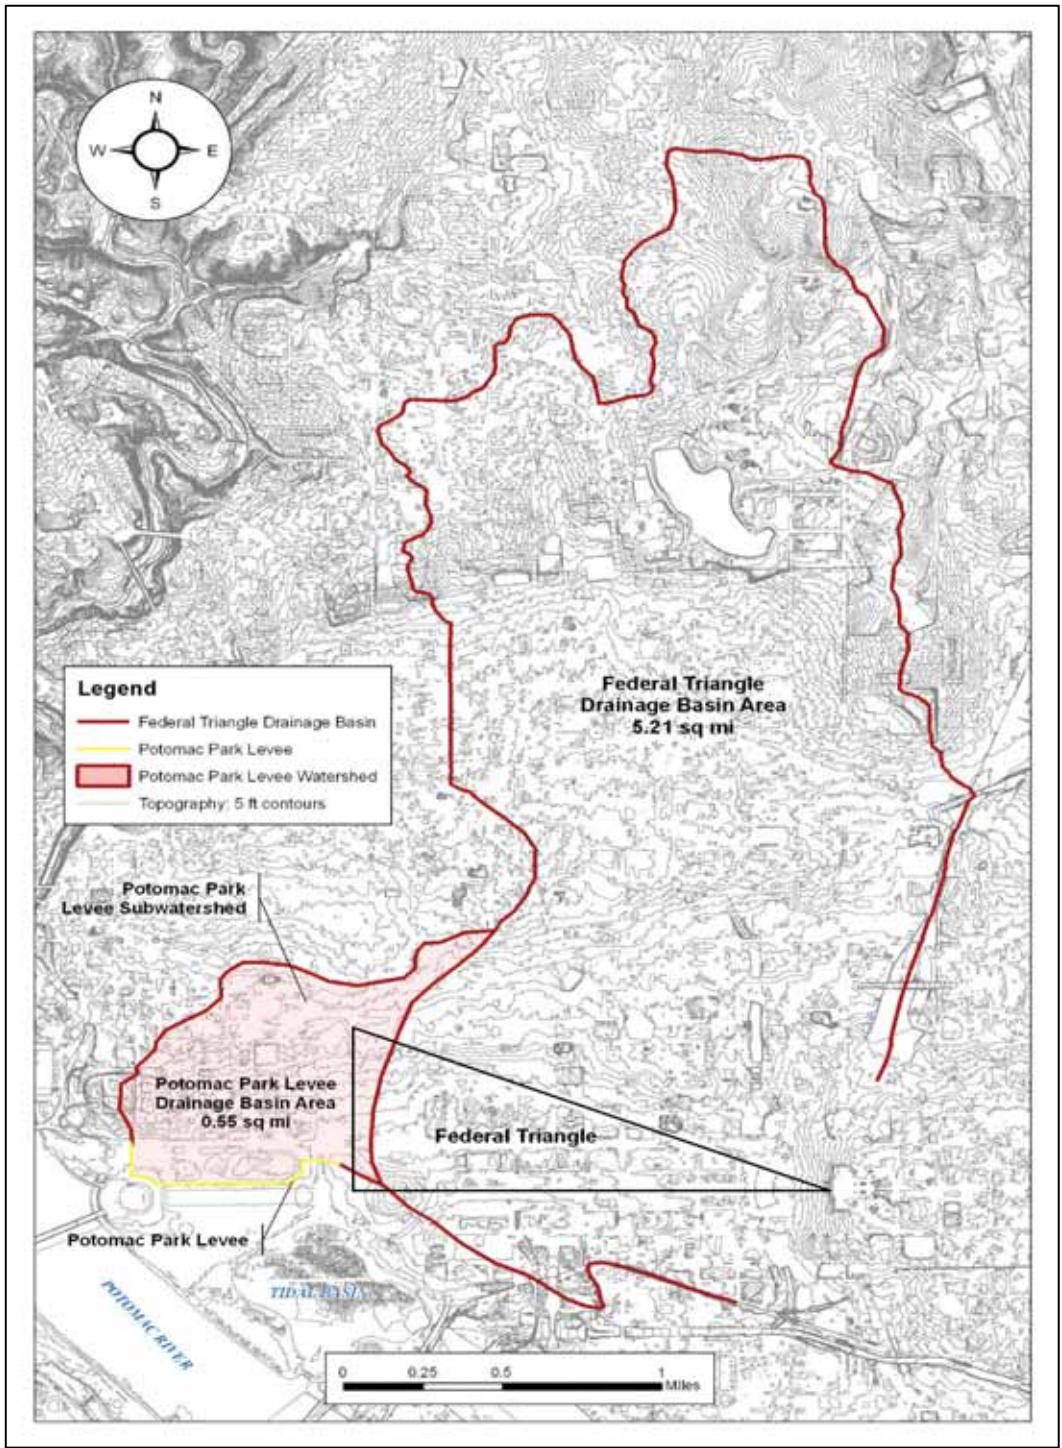 N
W
E
S
Federal Triangle
Drainage Basin Area
5.21 sq mi
Legend
Federal Triangle Drainage Basin
Potomac Park Levee
Potomac Park Levee Watershed
Topography: 5 ft contours
Potomac Park
Levee Subwatershed
Potomac Park Levee
Drainage Basin Area
0.55 sq mi
Federal Triangle
Potomac Park Levee
TIDAL BASIN
POTOMAC RIVER
0
0.25
0.5
1
Miles